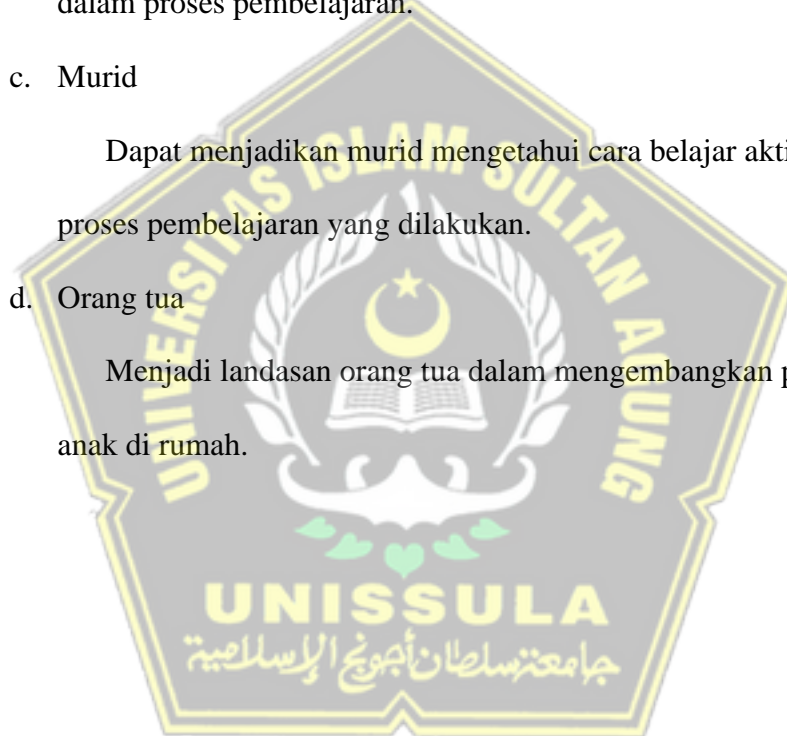 dalam proses pembelajaran.
c. Murid
Dapat menjadikan murid mengetahui cara belajar akti
proses pembelajaran yang dilakukan.
d. Orang tua
Menjadi landasan orang tua dalam mengembangkan p
anak di rumah.
UNIVERSITAS ISLAM SULTAN AGUNG
UNISSULA
جامعة سلطان أجونج الإسلامية